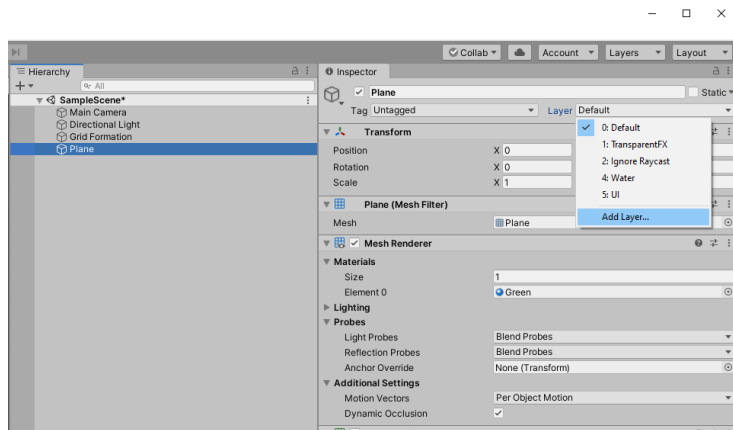 Collab Account Layers Layout
Hierarchy
All
SampleScene*
Main Camera
Directional Light
Grid Formation
Plane
Inspector
Plane Static
Tag Untagged Layer Default
0: Default
1: TransparentFX
2: Ignore Raycast
4: Water
5: UI
Add Layer...
Transform
Position X 0
Rotation X 0
Scale X 1
Plane (Mesh Filter)
Mesh Plane
Mesh Renderer
Materials
Size 1
Element 0 Green
Lighting
Probes
Light Probes Blend Probes
Reflection Probes Blend Probes
Anchor Override None (Transform)
Additional Settings
Motion Vectors Per Object Motion
Dynamic Occlusion